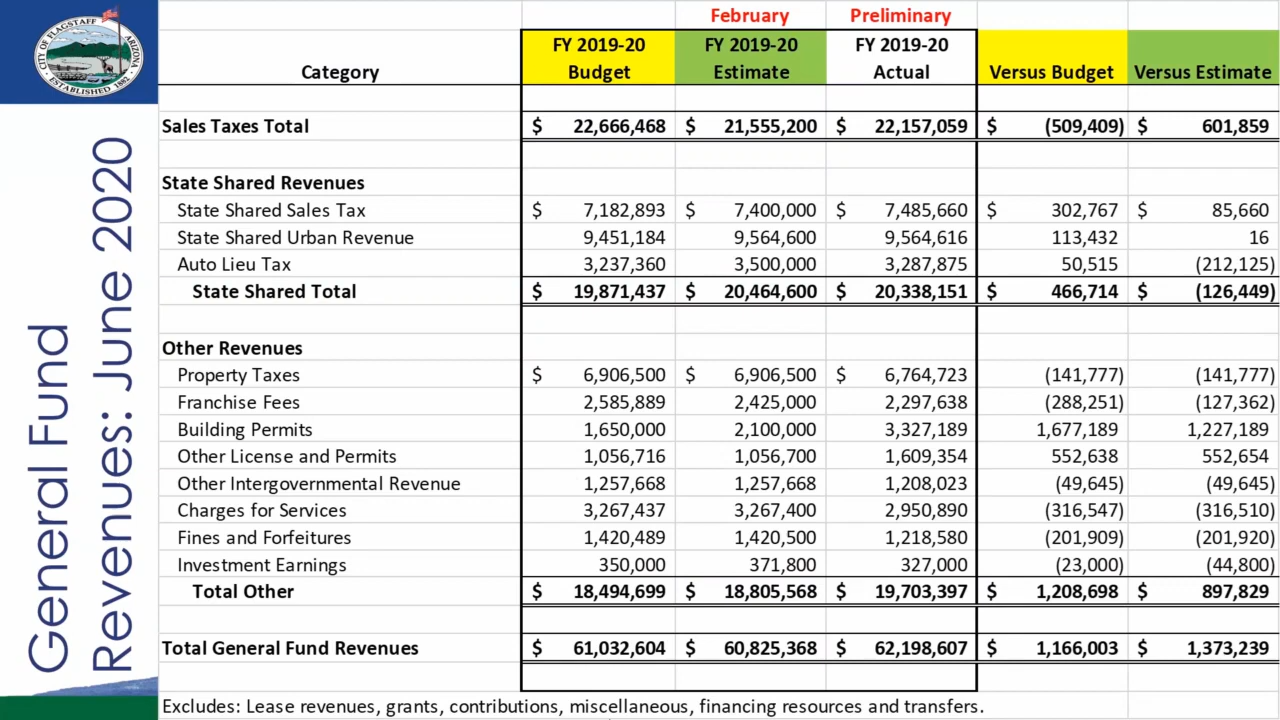 CITY OF FLAGSTAFF
ARIZONA
ESTABLISHED 1882
General Fund
Revenues: June 2020
February Preliminary
FY 2019-20 FY 2019-20 FY 2019-20
Category Budget Estimate Actual Versus Budget Versus Estimate
Sales Taxes Total $ 22,666,468 $ 21,555,200 $ 22,157,059 $ (509,409) $ 601,859
State Shared Revenues
State Shared Sales Tax $ 7,182,893 $ 7,400,000 $ 7,485,660 $ 302,767 $ 85,660
State Shared Urban Revenue 9,451,184 9,564,600 9,564,616 113,432 16
Auto Lieu Tax 3,237,360 3,500,000 3,287,875 50,515 (212,125)
State Shared Total $ 19,871,437 $ 20,464,600 $ 20,338,151 $ 466,714 $ (126,449)
Other Revenues
Property Taxes $ 6,906,500 $ 6,906,500 $ 6,764,723 (141,777) (141,777)
Franchise Fees 2,585,889 2,425,000 2,297,638 (288,251) (127,362)
Building Permits 1,650,000 2,100,000 3,327,189 1,677,189 1,227,189
Other License and Permits 1,056,716 1,056,700 1,609,354 552,638 552,654
Other Intergovernmental Revenue 1,257,668 1,257,668 1,208,023 (49,645) (49,645)
Charges for Services 3,267,437 3,267,400 2,950,890 (316,547) (316,510)
Fines and Forfeitures 1,420,489 1,420,500 1,218,580 (201,909) (201,920)
Investment Earnings 350,000 371,800 327,000 (23,000) (44,800)
Total Other $ 18,494,699 $ 18,805,568 $ 19,703,397 $ 1,208,698 $ 897,829
Total General Fund Revenues $ 61,032,604 $ 60,825,368 $ 62,198,607 $ 1,166,003 $ 1,373,239
Excludes: Lease revenues, grants, contributions, miscellaneous, financing resources and transfers.